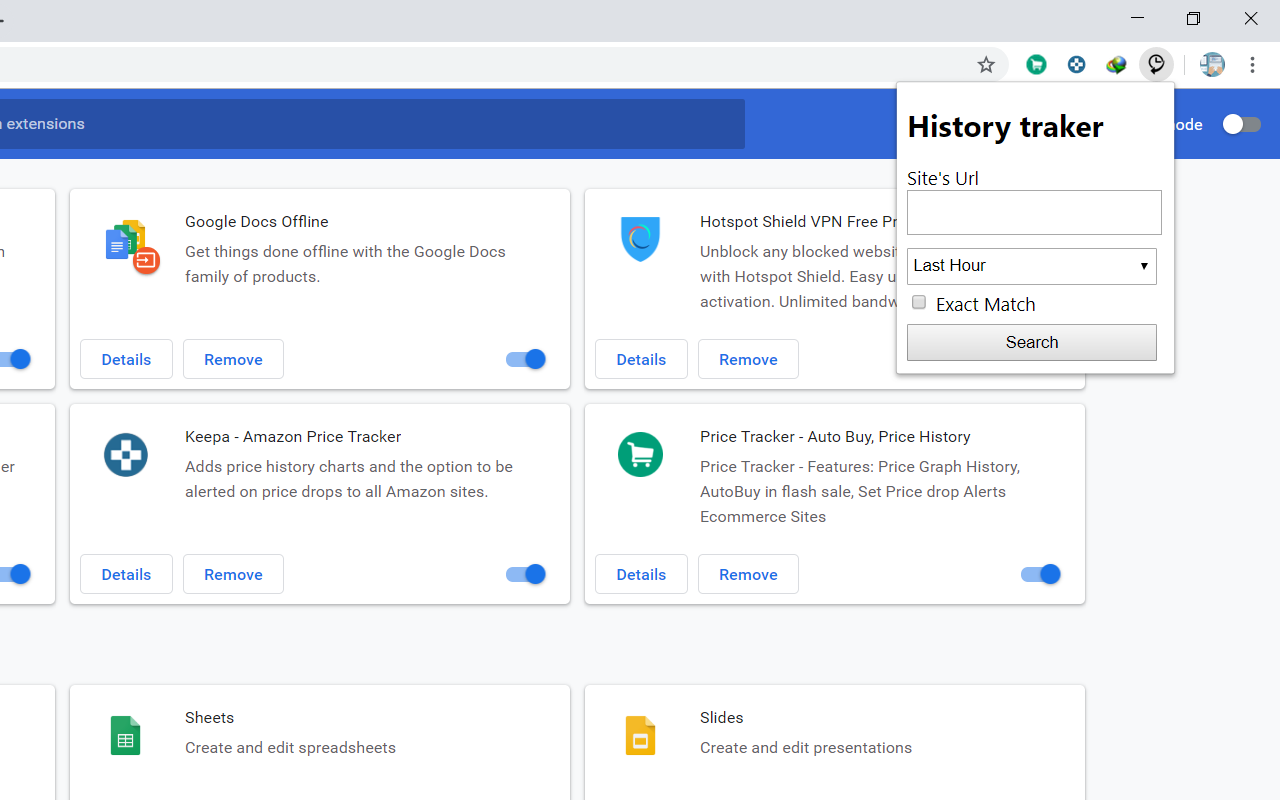 extensions
ode
History traker
Site's Url
Last Hour
Exact Match
Search
Google Docs Offline
Get things done offline with the Google Docs
family of products.
Details
Remove
Hotspot Shield VPN Free
Unblock any blocked
with Hotspot Shield. Easy
activation. Unlimited
Details
Remove
er
Keepa - Amazon Price Tracker
Adds price history charts and the option to be
alerted on price drops to all Amazon sites.
Details
Remove
Price Tracker - Auto Buy, Price History
Price Tracker - Features: Price Graph History,
AutoBuy in flash sale, Set Price drop Alerts
Ecommerce Sites
Details
Remove
Sheets
Create and edit spreadsheets
Slides
Create and edit presentations